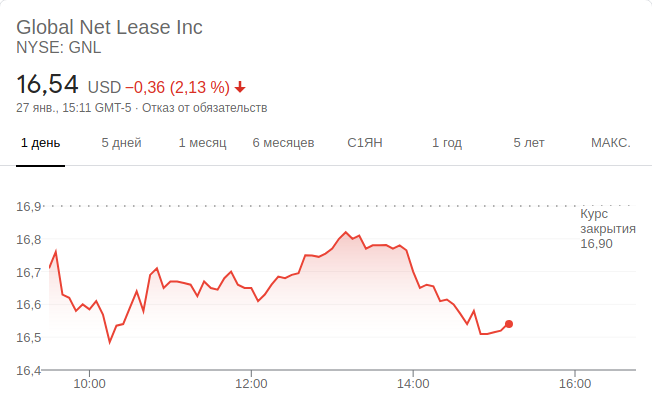 Global Net Lease Inc
NYSE: GNL
16,54 USD −0,36 (2,13 %)
27 янв., 15:11 GMT-5 · Отказ от обязательств
1 день 5 дней 1 месяц 6 месяцев С1ЯН 1 год 5 лет МАКС.
16,9
Курс
закрытия
16,90
16,8
16,7
16,6
16,5
16,4
10:00 12:00 14:00 16:00